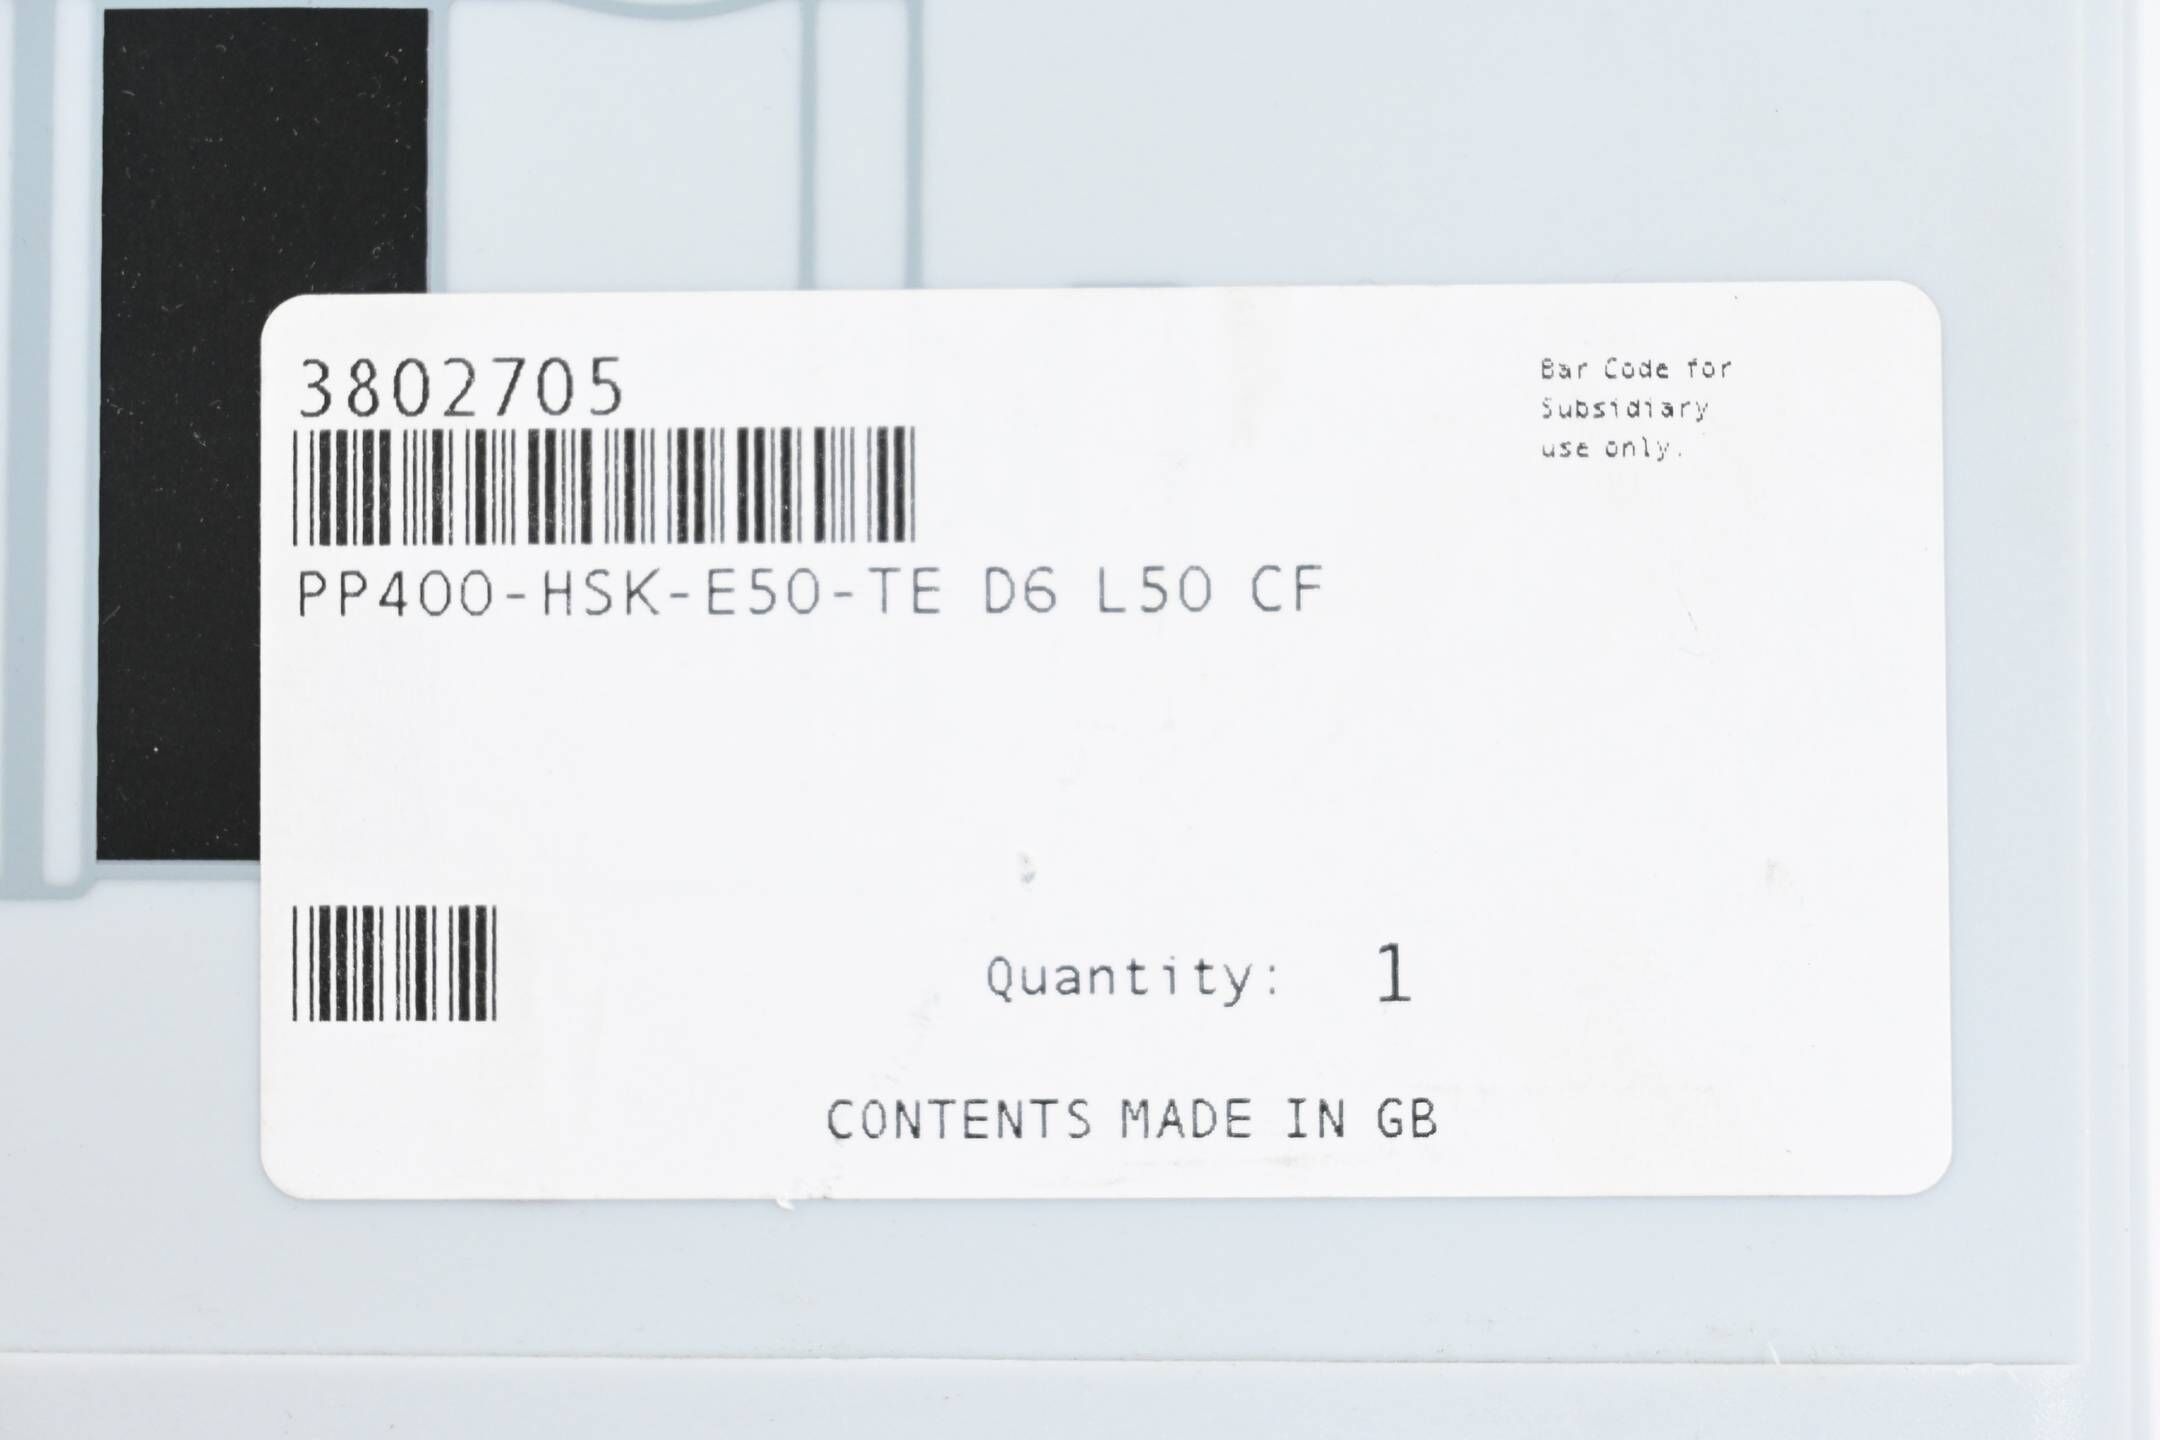 3802705
Bar Code for
Subsidiary
use only.
PP400-HSK-E50-TE D6 L50 CF
Quantity: 1
CONTENTS MADE IN GB